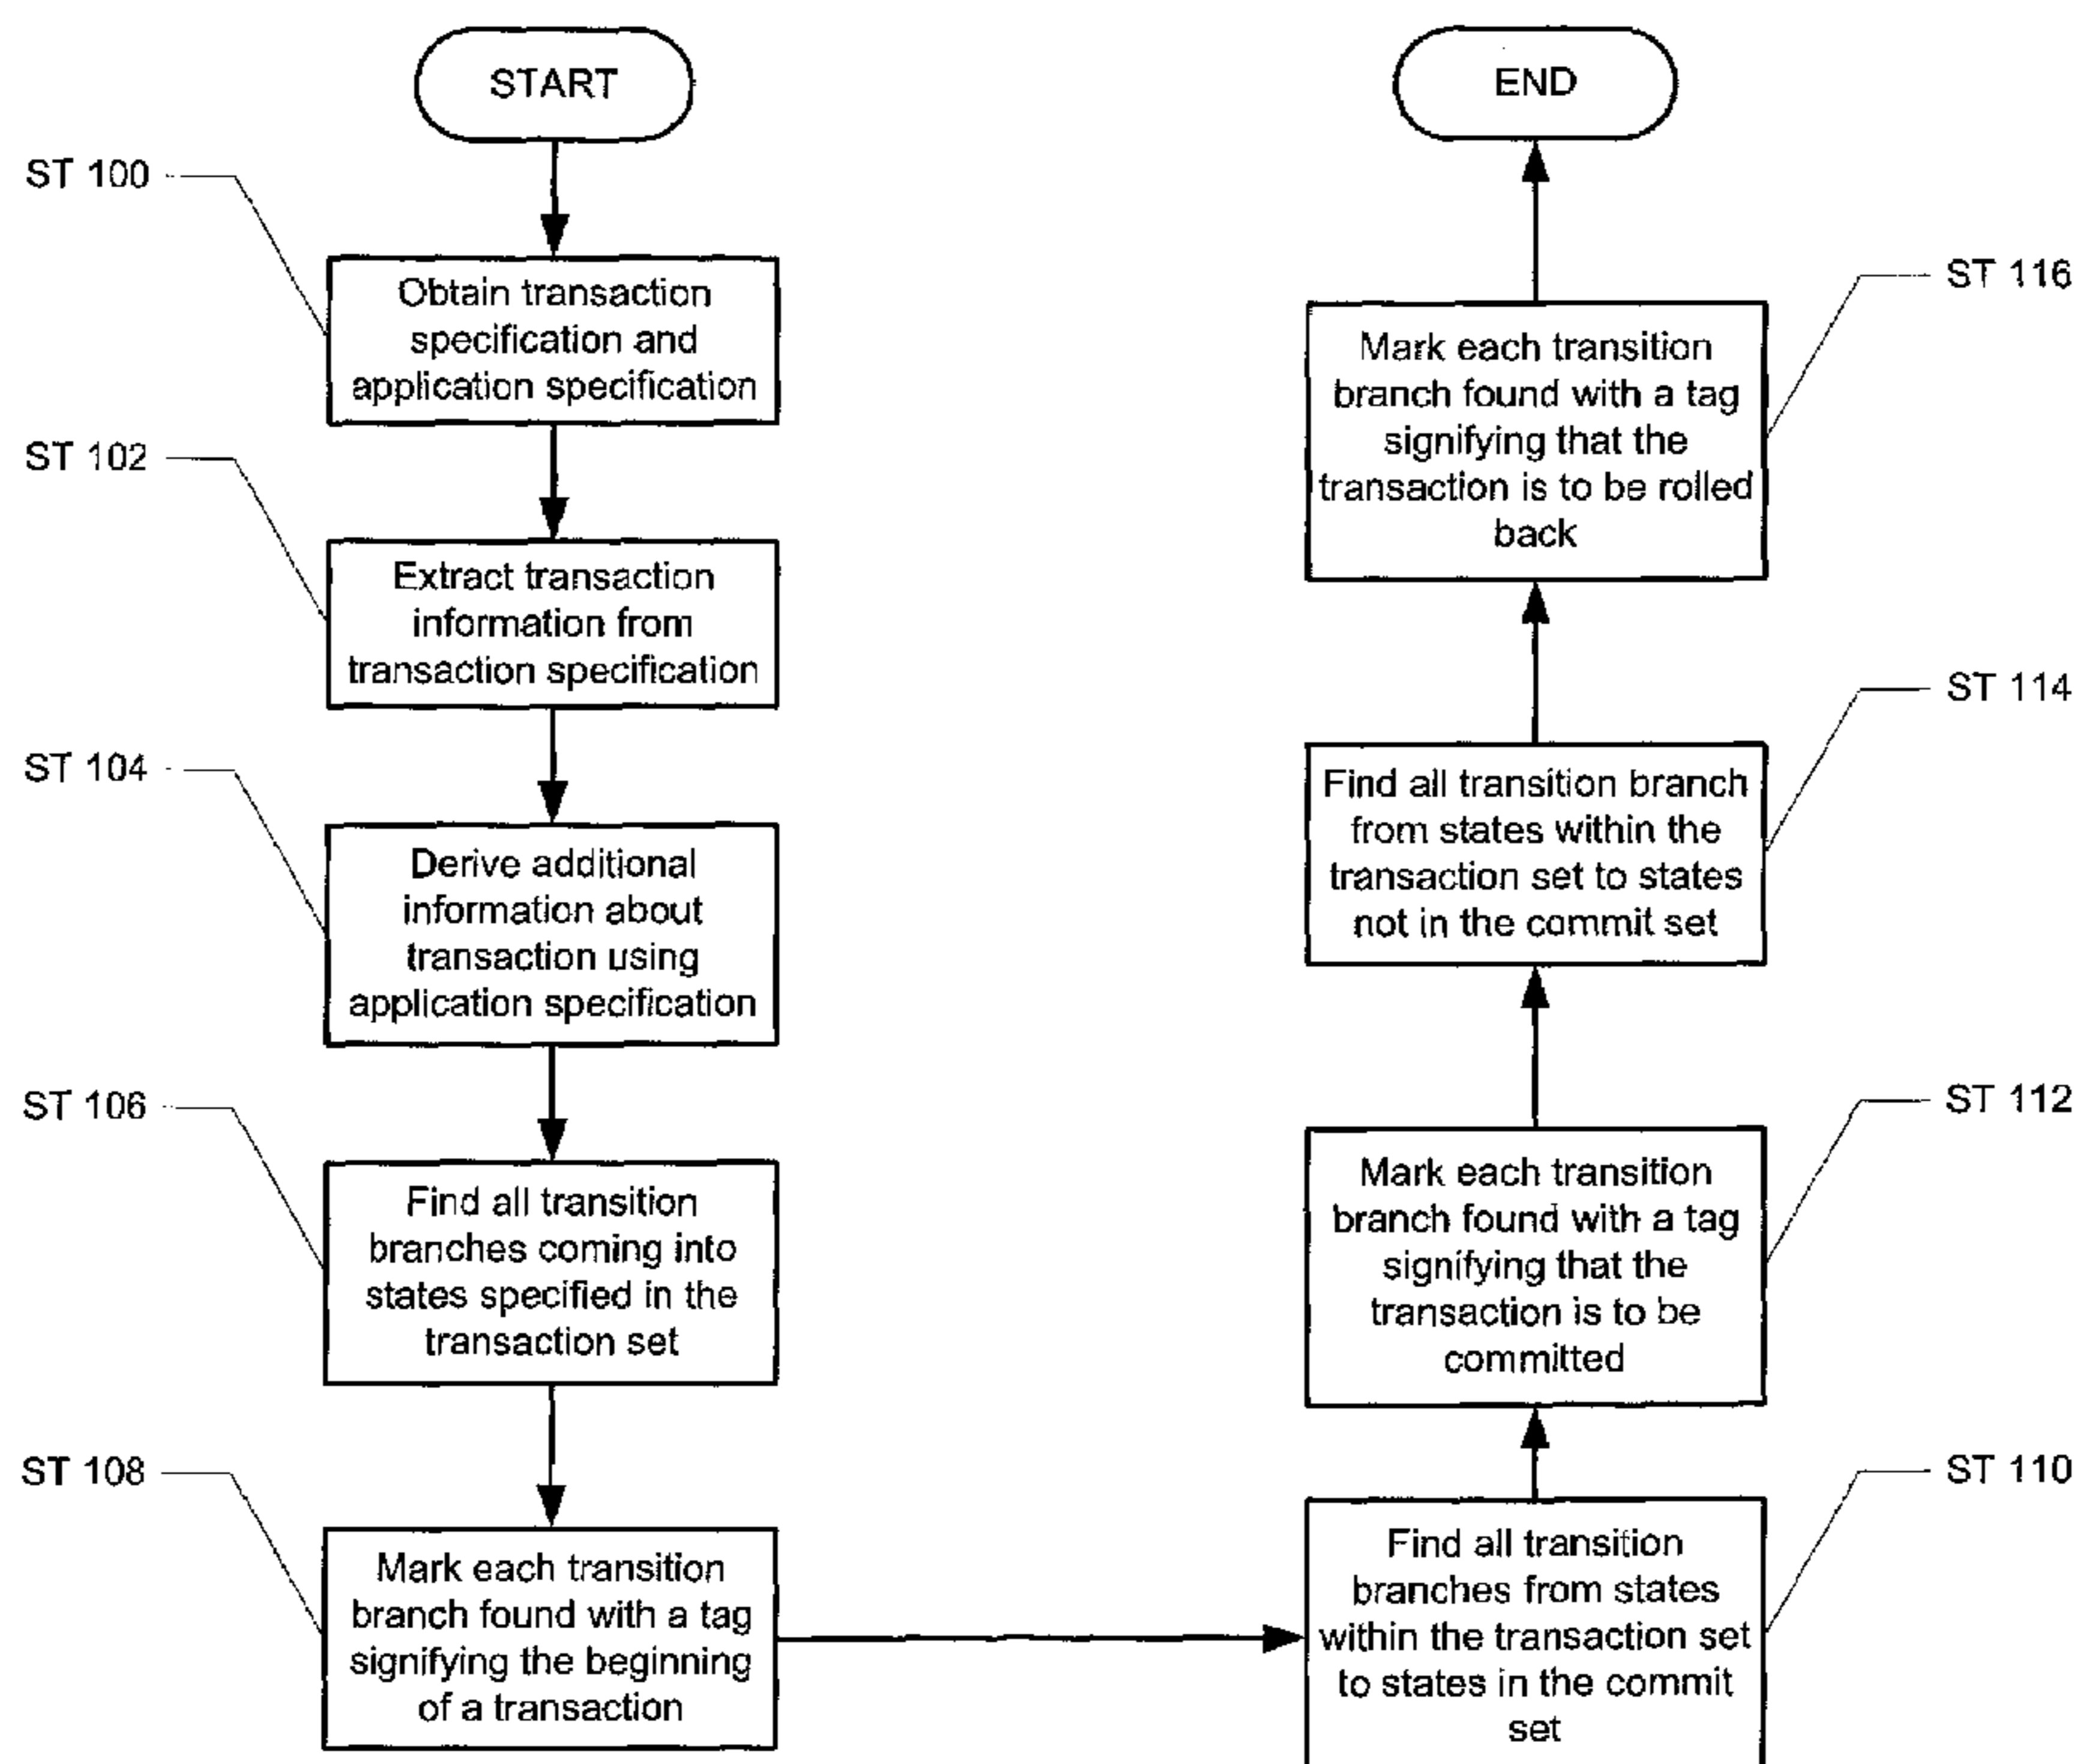 START
ST 100
Obtain transaction
specification and
application specification
ST 102
Extract transaction
information from
transaction specification
ST 104
Derive additional
information about
transaction using
application specification
ST 106
Find all transition
branches coming into
states specified in the
transaction set
ST 108
Mark each transition
branch found with a tag
signifying the beginning
of a transaction
ST 110
Find all transition
branches from states
within the transaction set
to states in the commit
set
ST 112
Mark each transition
branch found with a tag
signifying that the
transaction is to be
committed
ST 114
Find all transition branch
from states within the
transaction set to states
not in the commit set
ST 116
Mark each transition
branch found with a tag
signifying that the
transaction is to be rolled
back
END